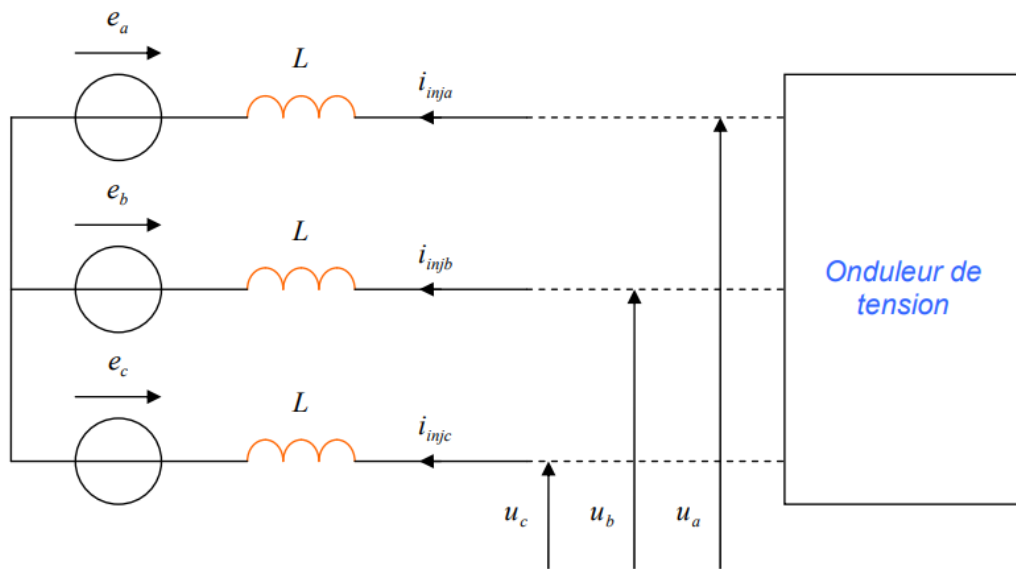 e_a
L
i_inja
e_b
L
i_injb
Onduleur de
tension
e_c
L
i_injc
u_c u_b u_a